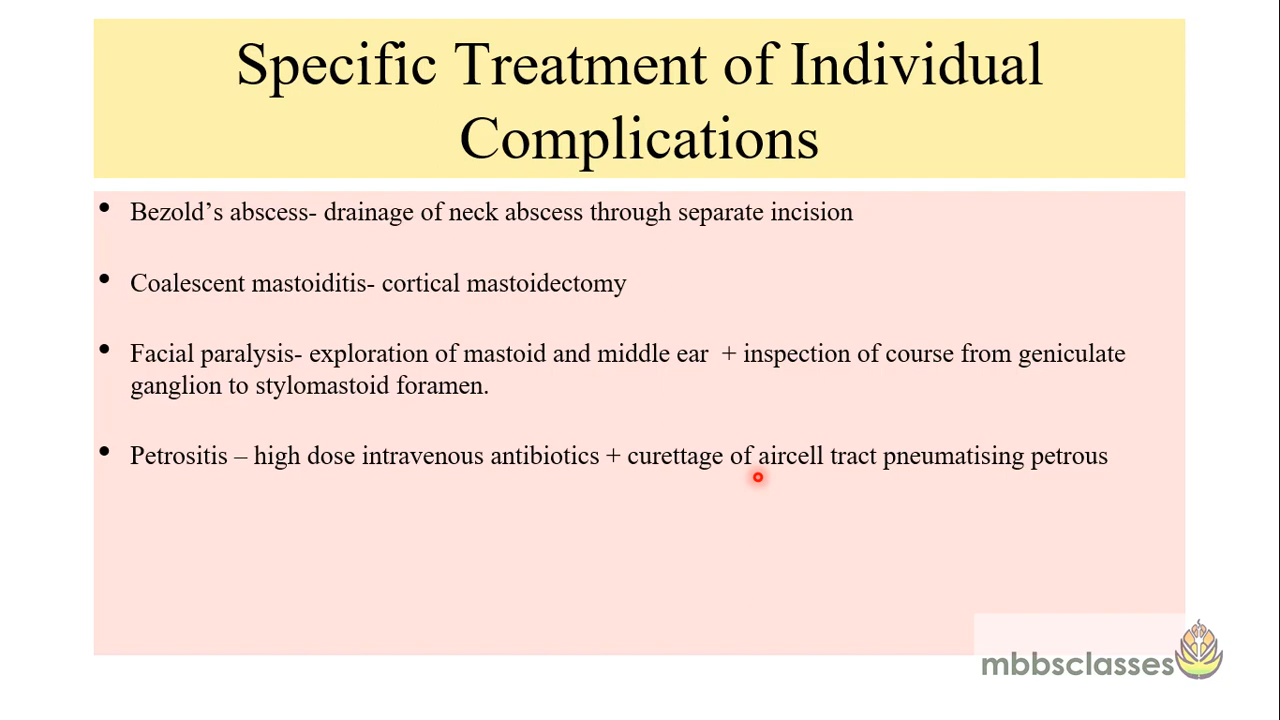 Specific Treatment of Individual
Complications
• Bezold’s abscess- drainage of neck abscess through separate incision
• Coalescent mastoiditis- cortical mastoidectomy
• Facial paralysis- exploration of mastoid and middle ear  + inspection of course from geniculate
ganglion to stylomastoid foramen.
• Petrositis – high dose intravenous antibiotics + curettage of aircell tract pneumatising petrous
mbbsclasses